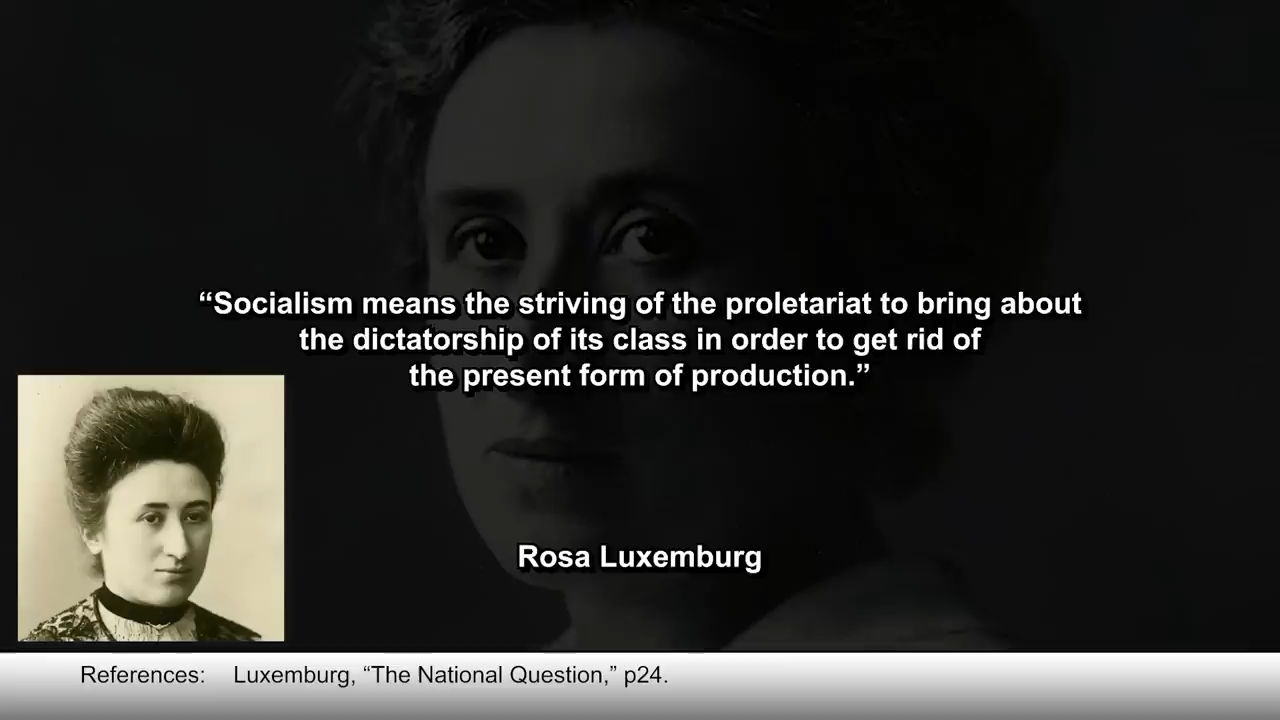 “Socialism means the striving of the proletariat to bring about
the dictatorship of its class in order to get rid of
the present form of production.”
Rosa Luxemburg
References: Luxemburg, “The National Question,” p24.